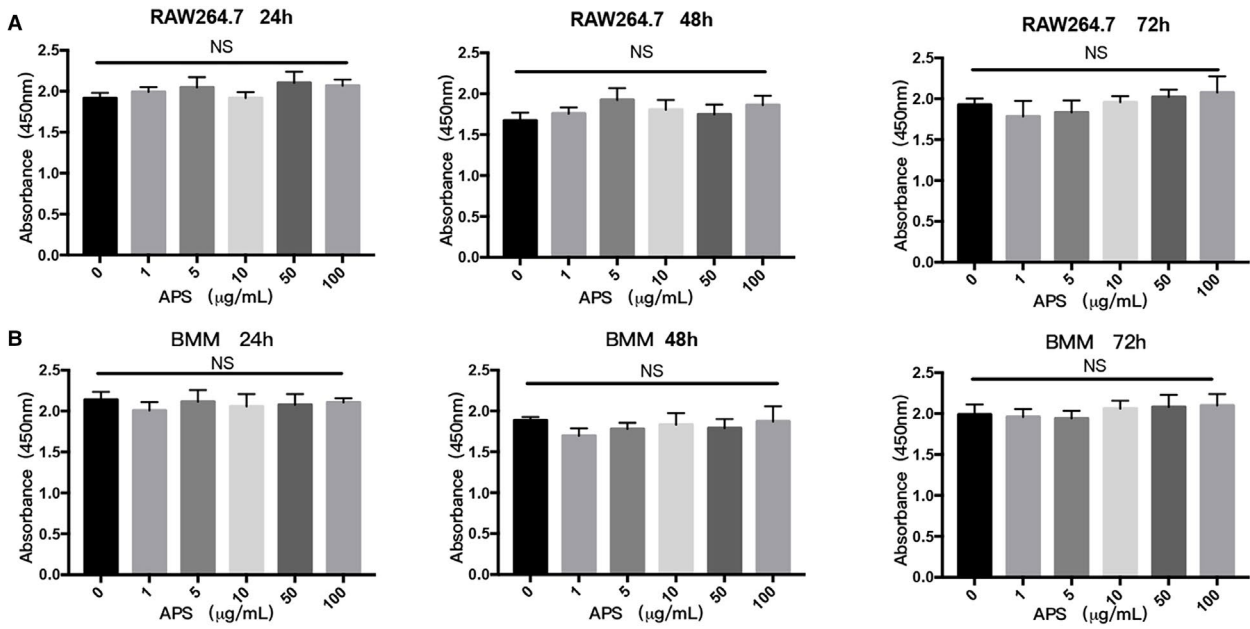 A
RAW264.7 24h
NS
2.5
2.0
1.5
1.0
0.5
0.0
Absorbance (450nm)
0 1 5 10 50 100
APS (μg/mL)
RAW264.7 48h
NS
2.5
2.0
1.5
1.0
0.5
0.0
Absorbance (450nm)
0 1 5 10 50 100
APS (μg/mL)
RAW264.7 72h
NS
2.5
2.0
1.5
1.0
0.5
0.0
Absorbance (450nm)
0 1 5 10 50 100
APS (μg/mL)
B
BMM 24h
NS
2.5
2.0
1.5
1.0
0.5
0.0
Absorbance (450nm)
0 1 5 10 50 100
APS (μg/mL)
BMM 48h
NS
2.5
2.0
1.5
1.0
0.5
0.0
Absorbance (450nm)
0 1 5 10 50 100
APS (μg/mL)
BMM 72h
NS
2.5
2.0
1.5
1.0
0.5
0.0
Absorbance (450nm)
0 1 5 10 50 100
APS (μg/mL)